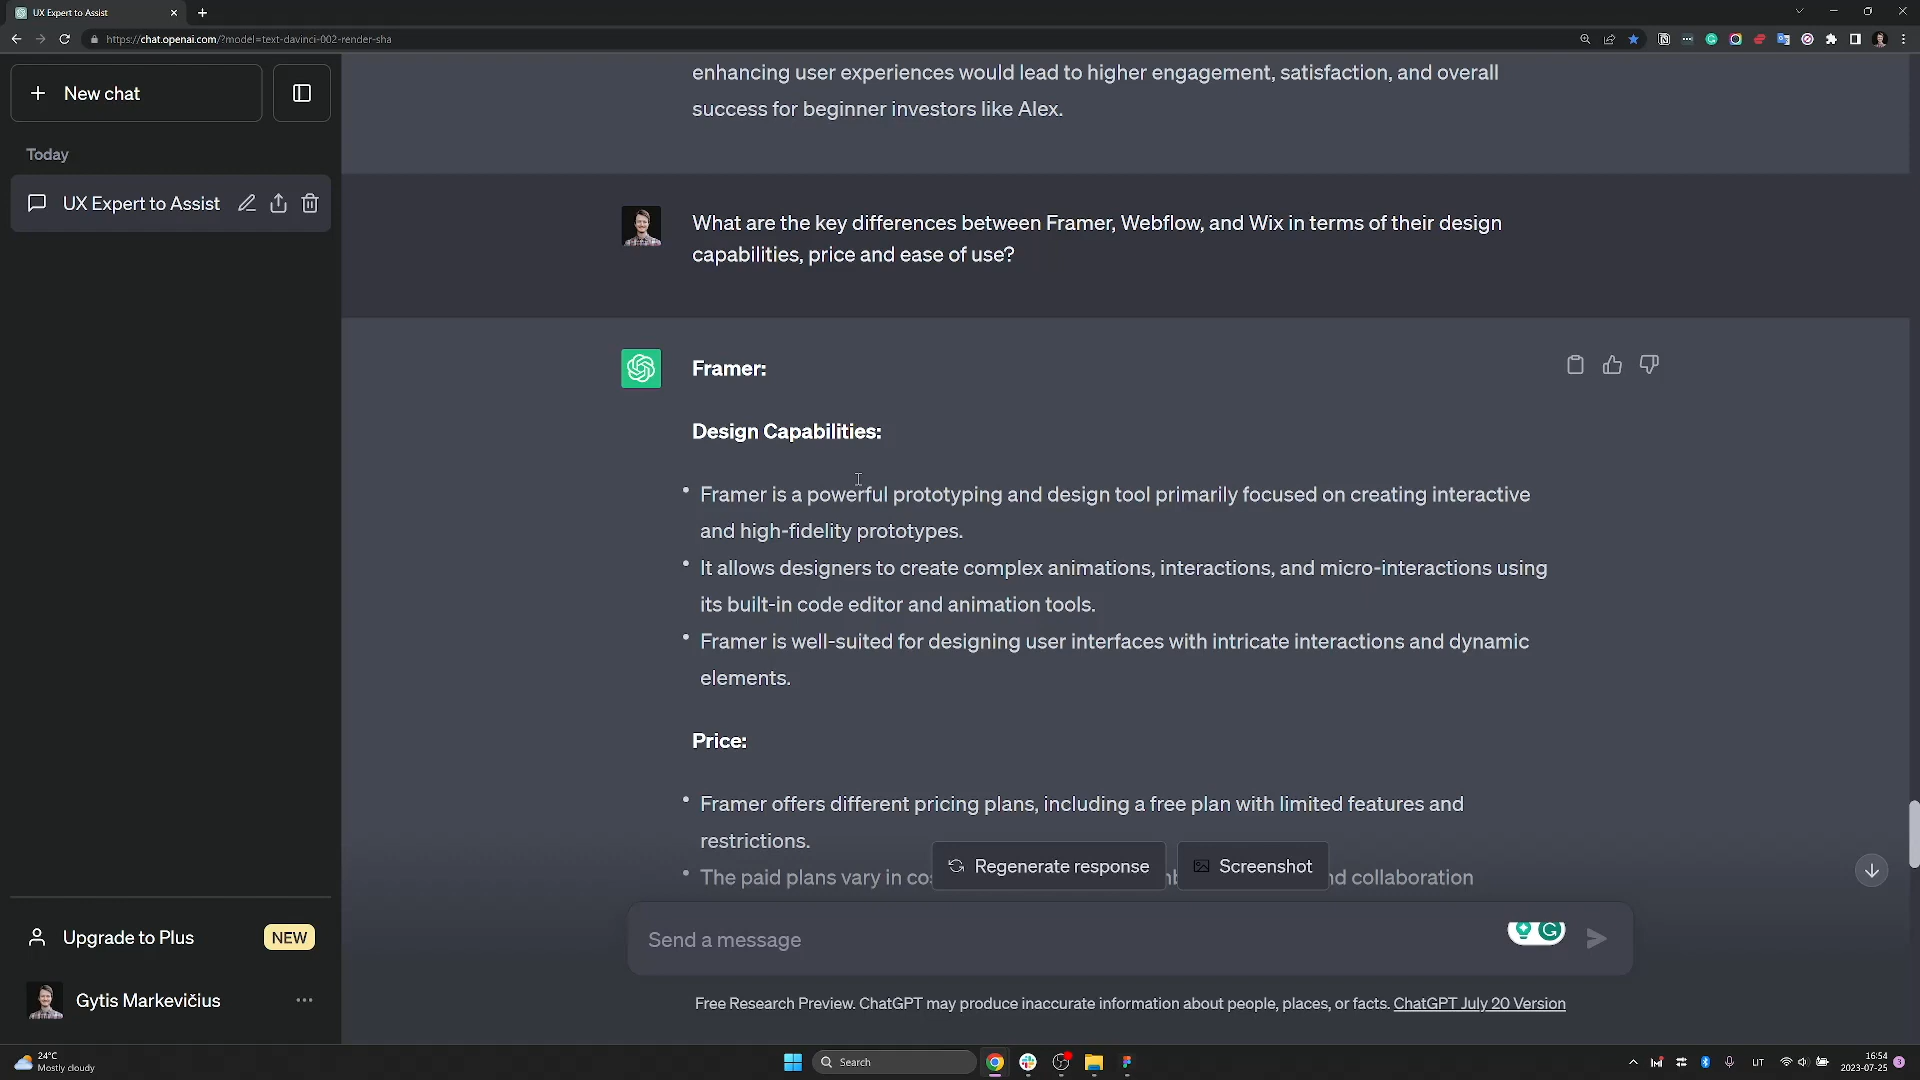 UX Expert to Assist
https://chat.openai.com/?model=text-davinci-002-render-sha
New chat
Today
UX Expert to Assist
enhancing user experiences would lead to higher engagement, satisfaction, and overall
success for beginner investors like Alex.
What are the key differences between Framer, Webflow, and Wix in terms of their design
capabilities, price and ease of use?
Framer:
Design Capabilities:
• Framer is a powerful prototyping and design tool primarily focused on creating interactive
and high-fidelity prototypes.
• It allows designers to create complex animations, interactions, and micro-interactions using
its built-in code editor and animation tools.
• Framer is well-suited for designing user interfaces with intricate interactions and dynamic
elements.
Price:
• Framer offers different pricing plans, including a free plan with limited features and
restrictions.
Regenerate response
Screenshot
• The paid plans vary in collaboration
Send a message
Free Research Preview. ChatGPT may produce inaccurate information about people, places, or facts. ChatGPT July 20 Version
Upgrade to Plus
NEW
Gytis Markevičius
24°C
Mostly cloudy
Search
UT
16:54
2023-07-25
3